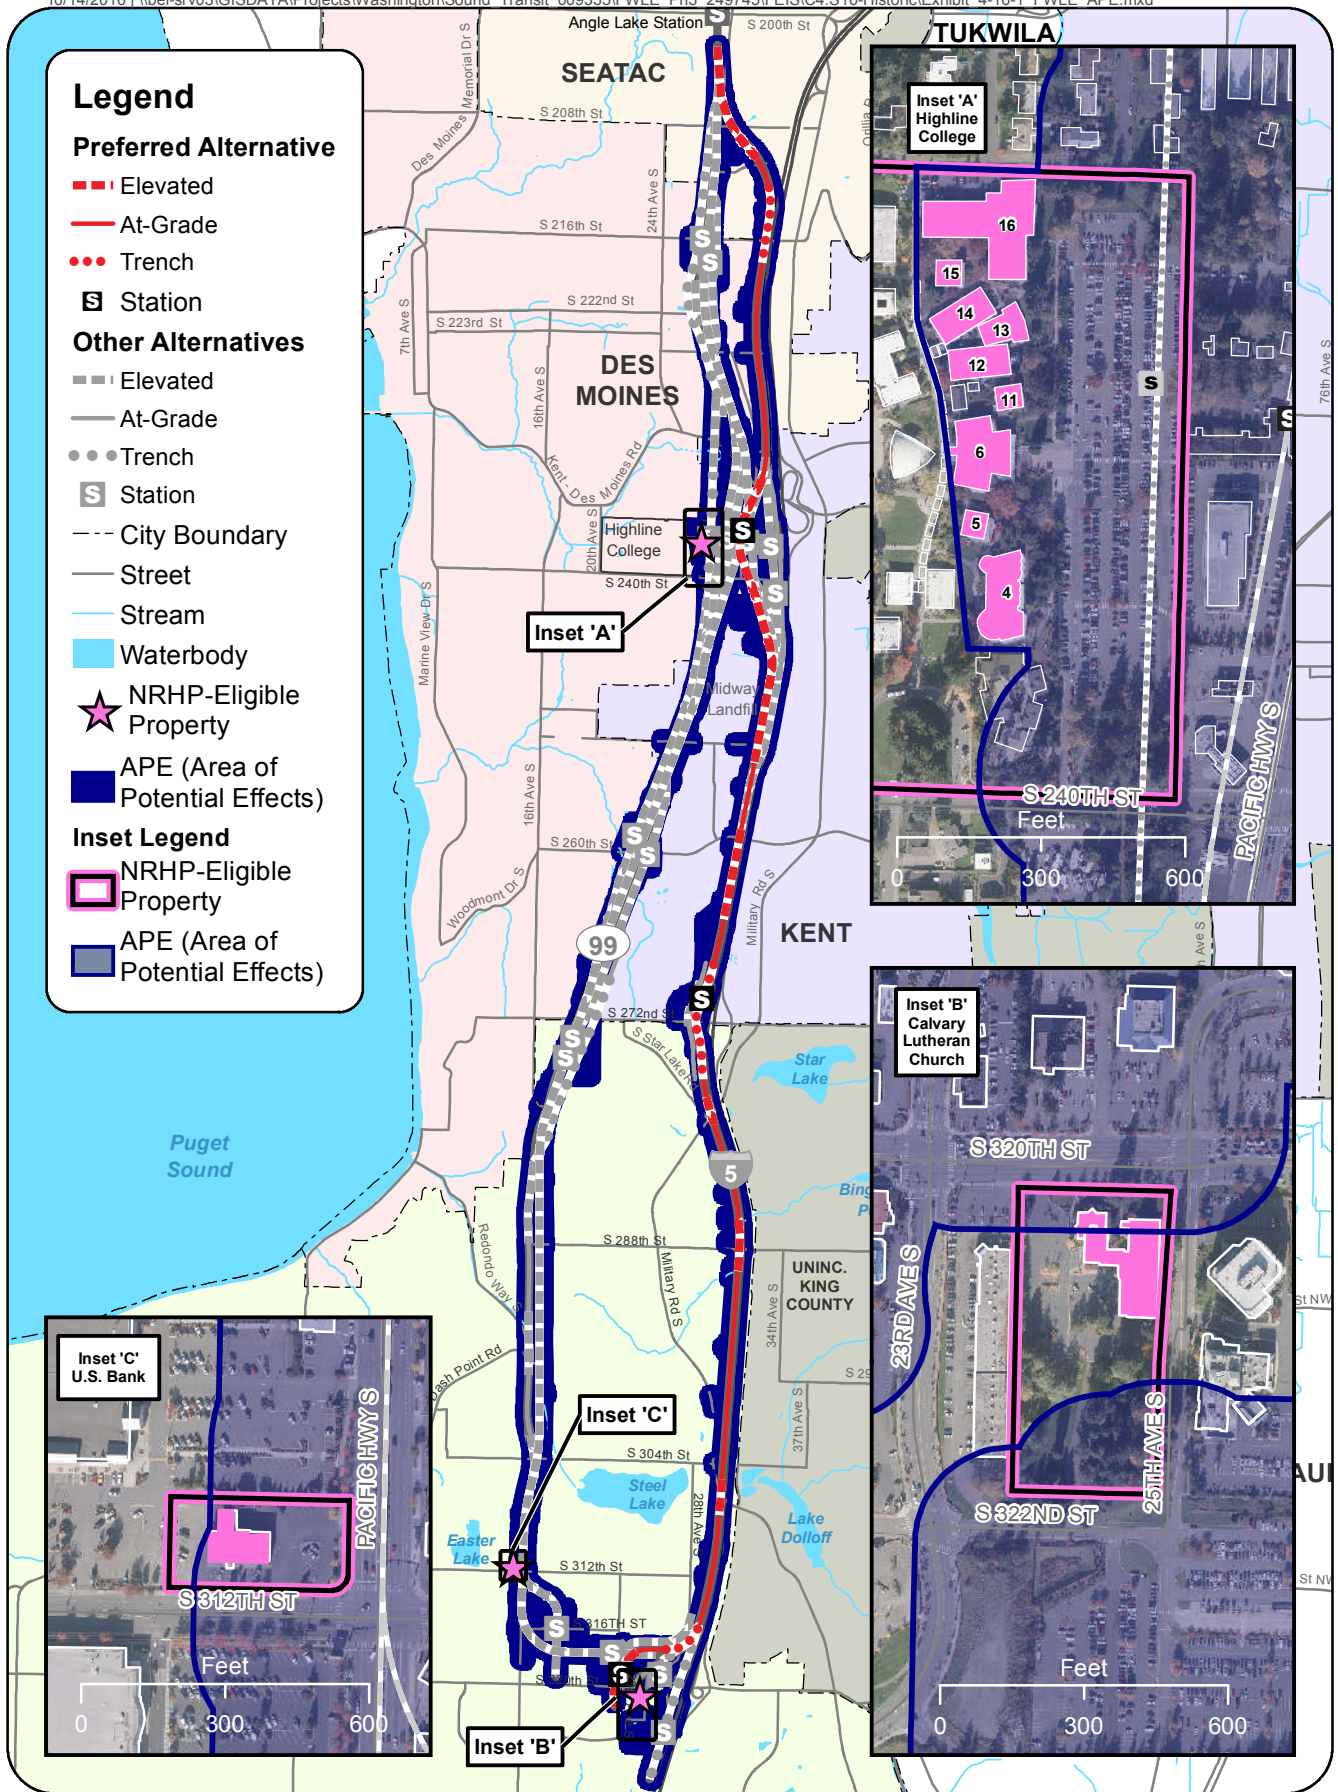 Angle Lake Station
S 200th St
TUKWILA
SEATAC
Legend
Preferred Alternative
Elevated
At-Grade
Trench
S Station
Other Alternatives
Elevated
At-Grade
Trench
S Station
City Boundary
Street
Stream
Waterbody
NRHP-Eligible
Property
APE (Area of
Potential Effects)
Inset Legend
NRHP-Eligible
Property
APE (Area of
Potential Effects)
Des Moines Memorial Dr S
S 208th St
24th Ave S
S 216th St
S 222nd St
S 223rd St
7th Ave S
DES
MOINES
16th Ave S
Kent - Des Moines Rd
20th Ave S
Highline
College
S 240th St
Inset 'A'
Marine View Dr S
Midway
Landfill
16th Ave S
S 260th St
Woodmont Dr S
Military Rd S
KENT
99
S 272nd St
S Star Lake Rd
Star
Lake
Puget
Sound
5
Redondo Way S
S 288th St
Military Rd S
UNINC.
KING
COUNTY
34th Ave S
37th Ave S
Dash Point Rd
Inset 'C'
S 304th St
Steel
Lake
28th Ave S
Lake
Dolloff
Easter
Lake
S 312th St
S 316TH ST
S 320th St
Inset 'B'
76th Ave S
Inset 'A'
Highline
College
16
15
14
13
12
11
6
5
4
S
S
S 240TH ST
PACIFIC HWY S
Feet
0 300 600
Inset 'B'
Calvary
Lutheran
Church
S 320TH ST
23RD AVE S
25TH AVE S
S 322ND ST
Feet
0 300 600
Inset 'C'
U.S. Bank
PACIFIC HWY S
S 312TH ST
Feet
0 300 600
St NW
St NW